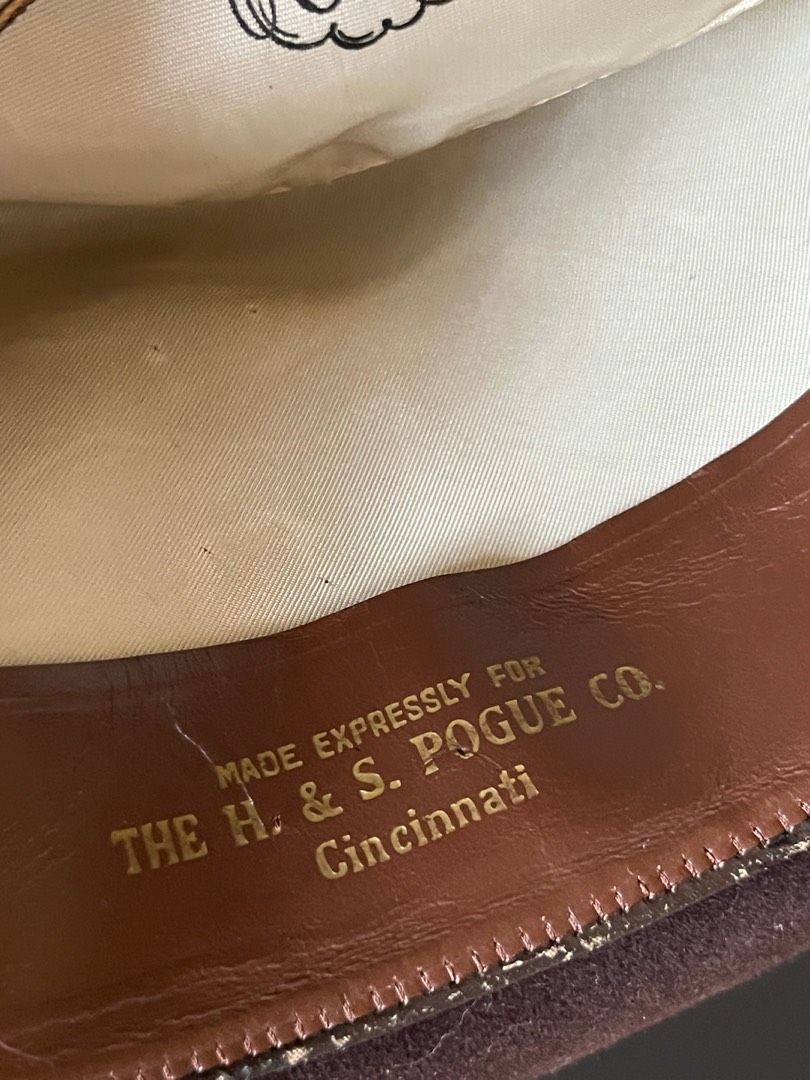 MADE EXPRESSLY FOR
THE H. & S. POGUE CO.
Cincinnati